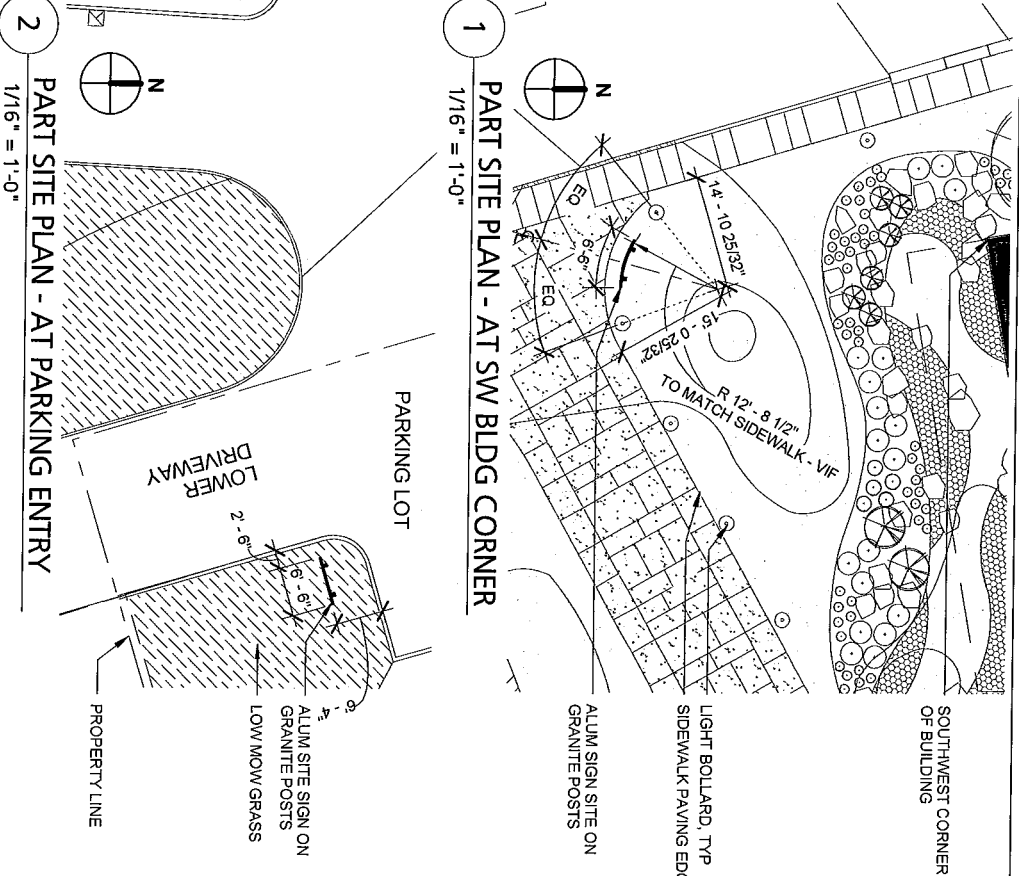 1
PART SITE PLAN - AT SW BLDG CORNER
1/16" = 1'-0"
N
EQ
EQ
6'-6"
14' - 10 25/32"
15' - 0 25/32"
R 12' - 8 1/2"
TO MATCH SIDEWALK - VIF
SOUTHWEST CORNER
OF BUILDING
LIGHT BOLLARD, TYP
SIDEWALK PAVING EDG
ALUM SIGN SITE ON
GRANITE POSTS
2
PART SITE PLAN - AT PARKING ENTRY
1/16" = 1'-0"
N
PARKING LOT
LOWER
DRIVEWAY
2' - 6"
6' - 6"
6' - 4"
ALUM SITE SIGN ON
GRANITE POSTS
LOW MOW GRASS
PROPERTY LINE